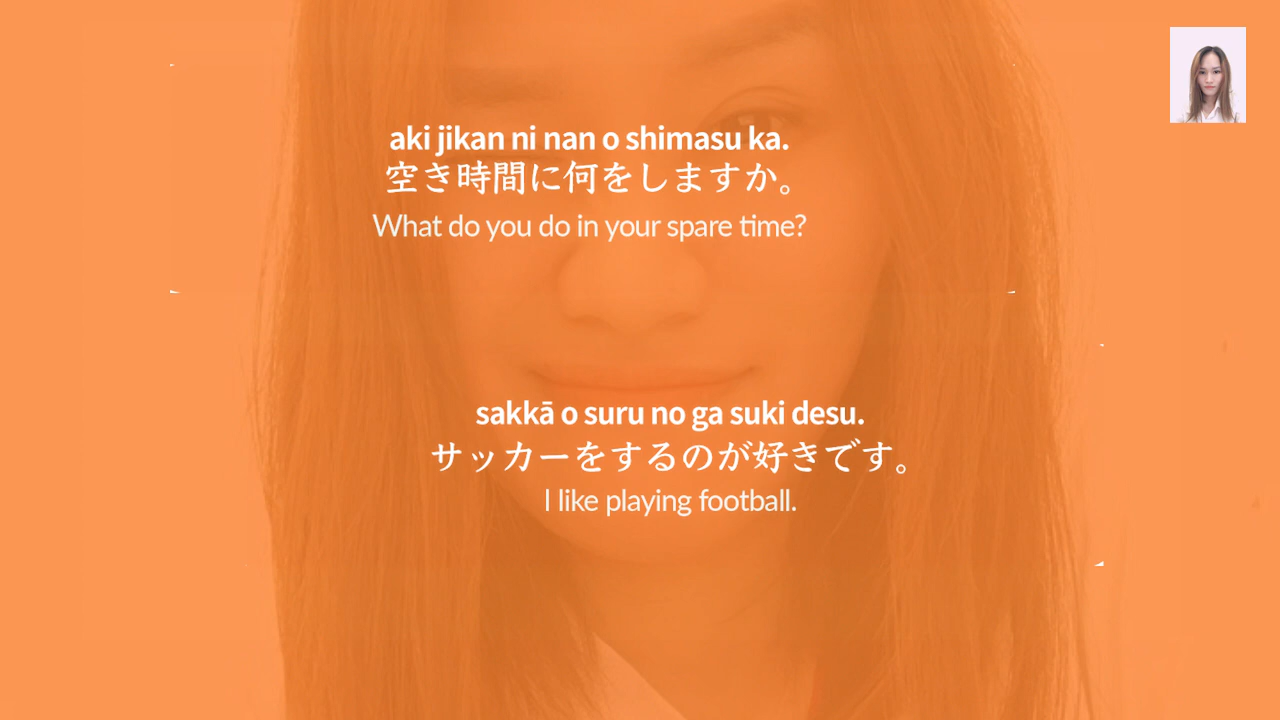 aki jikan ni nan o shimasu ka.
空き時間に何をしますか。
What do you do in your spare time?
sakkā o suru no ga suki desu.
サッカーをするのが好きです。
I like playing football.